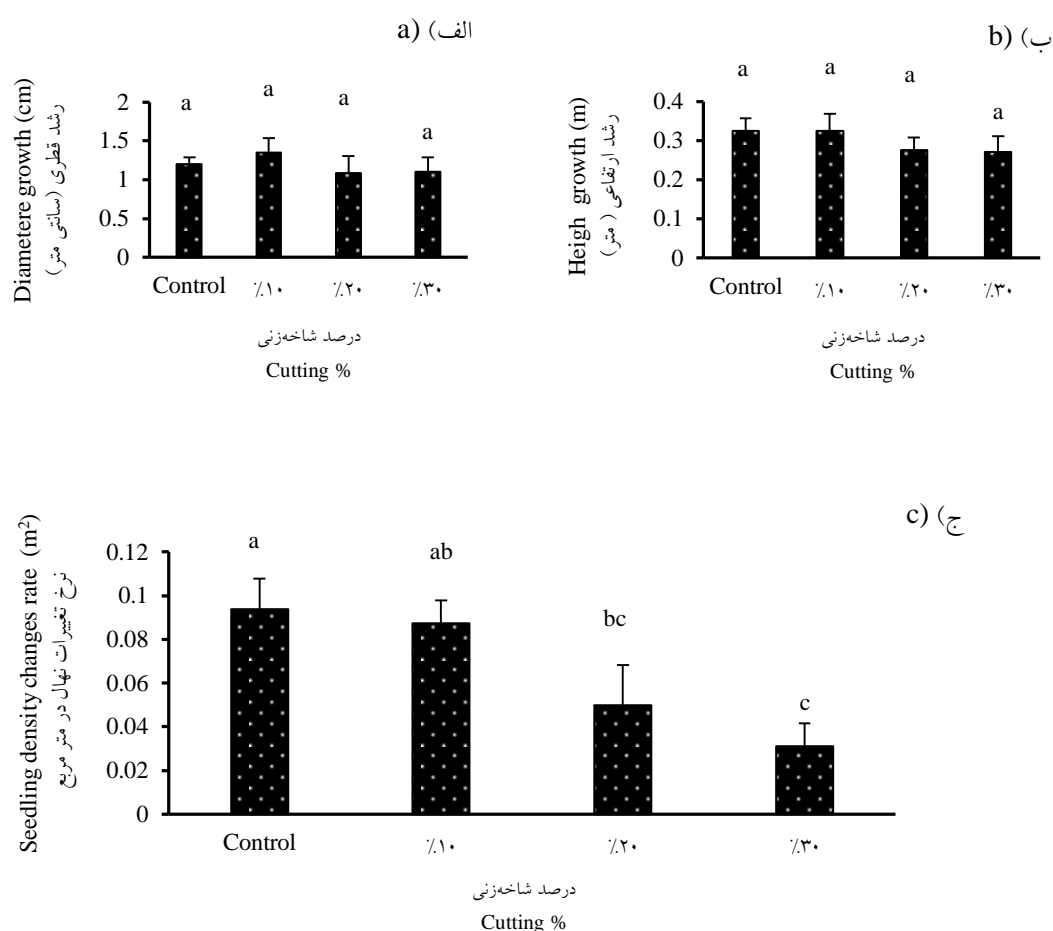 الف) (a
Diametere growth (cm)
رشد قطری (سانتی متر)
a a a a
2
1.5
1
0.5
0
Control ٪۱۰ ٪۲۰ ٪۳۰
درصد شاخه‌زنی
Cutting %
ب) (b
Heigh growth (m)
رشد ارتفاعی ( متر)
a a a a
0.4
0.3
0.2
0.1
0
Control ٪۱۰ ٪۲۰ ٪۳۰
درصد شاخه‌زنی
Cutting %
ج) (c
Seedling density changes rate (m²)
نرخ تغییرات نهال در متر مربع
a ab bc c
0.12
0.1
0.08
0.06
0.04
0.02
0
Control ٪۱۰ ٪۲۰ ٪۳۰
درصد شاخه‌زنی
Cutting %